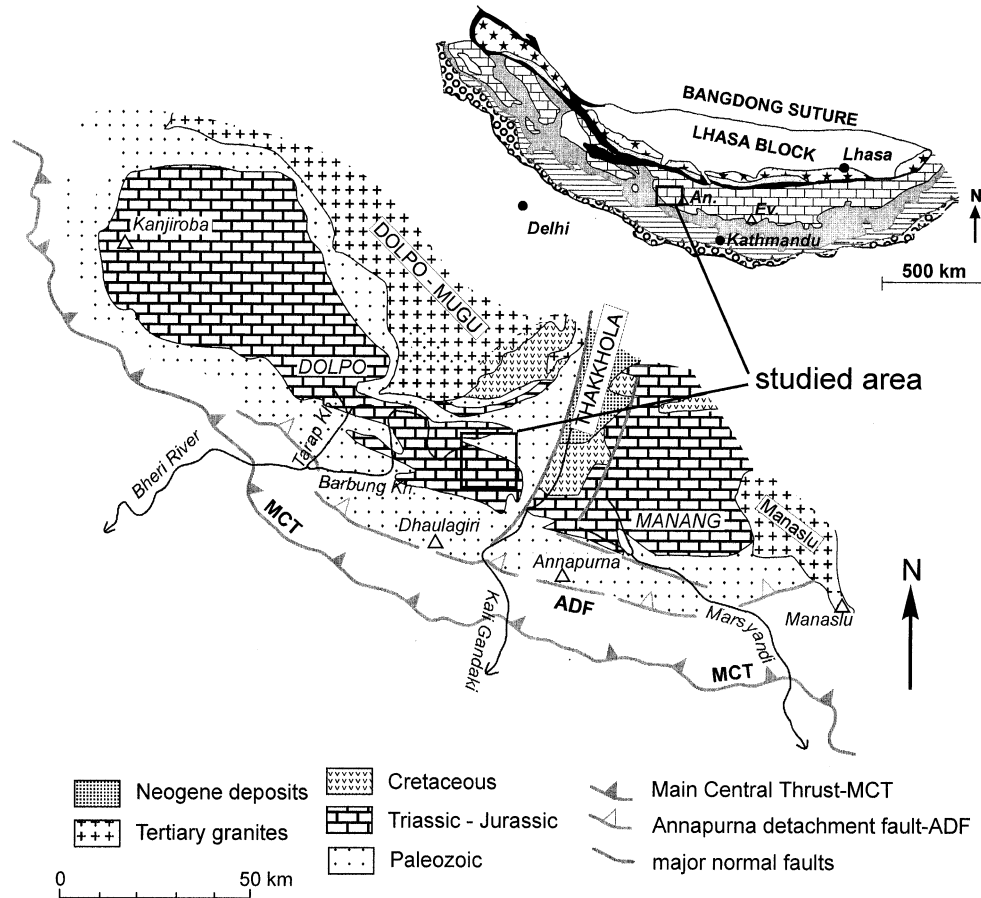 BANGDONG SUTURE
LHASA BLOCK
Lhasa
An.
Ev.
Delhi
Kathmandu
N
500 km
Kanjiroba
DOLPO - MUGU
THAKKHOLA
studied area
DOLPO
Tarap Kh.
Bheri River
Barbung Kh.
MCT
Dhaulagiri
MANANG
Manaslu
Annapurna
N
ADF
Manaslu
Kali Gandaki
Marsyandi
MCT
Neogene deposits
Tertiary granites
Cretaceous
Triassic - Jurassic
Paleozoic
Main Central Thrust-MCT
Annapurna detachment fault-ADF
major normal faults
0 50 km